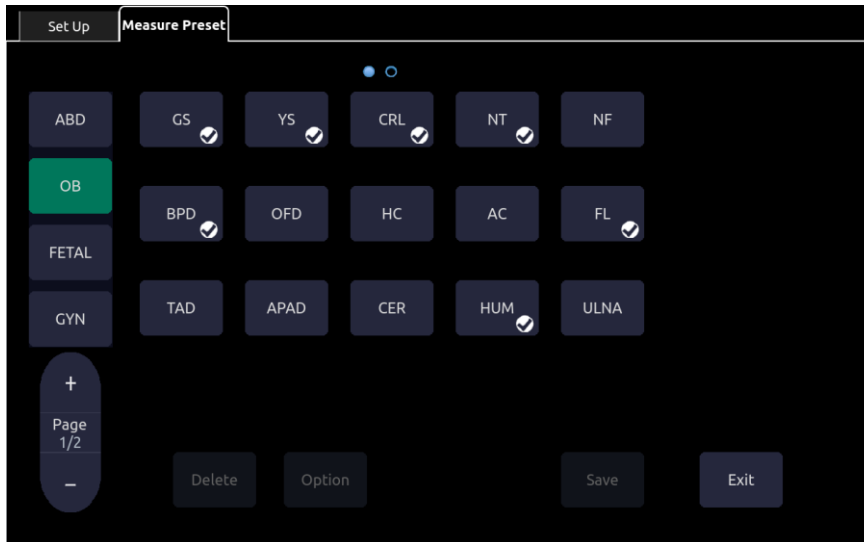 Set Up
Measure Preset
ABD
GS
YS
CRL
NT
NF
OB
BPD
OFD
HC
AC
FL
FETAL
TAD
APAD
CER
HUM
ULNA
GYN
+
Page
1/2
–
Delete
Option
Save
Exit